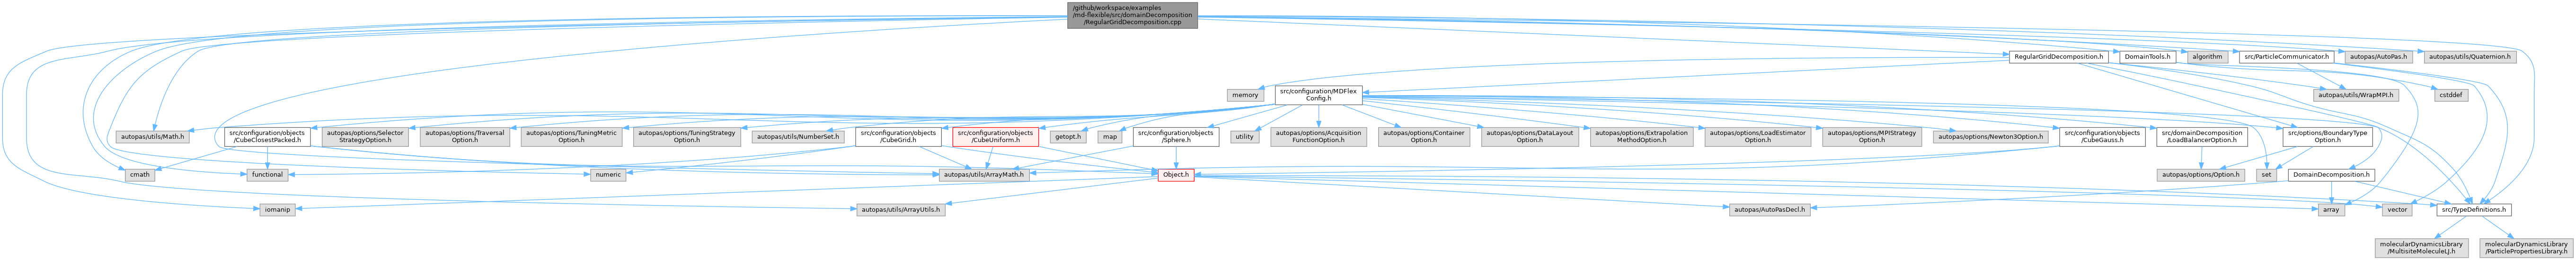 /github/workspace/examples
/md-flexible/src/domainDecomposition
/RegularGridDecomposition.cpp
RegularGridDecomposition.h
DomainTools.h
algorithm
src/ParticleCommunicator.h
autopas/AutoPas.h
autopas/utils/Quaternion.h
memory
src/configuration/MDFlex
Config.h
autopas/utils/WrapMPI.h
cstddef
autopas/utils/Math.h
src/configuration/objects
/CubeClosestPacked.h
autopas/options/Selector
StrategyOption.h
autopas/options/Traversal
Option.h
autopas/options/TuningMetric
Option.h
autopas/options/TuningStrategy
Option.h
autopas/utils/NumberSet.h
src/configuration/objects
/CubeGrid.h
src/configuration/objects
/CubeUniform.h
getopt.h
map
src/configuration/objects
/Sphere.h
utility
autopas/options/Acquisition
FunctionOption.h
autopas/options/Container
Option.h
autopas/options/DataLayout
Option.h
autopas/options/Extrapolation
MethodOption.h
autopas/options/LoadEstimator
Option.h
autopas/options/MPIStrategy
Option.h
autopas/options/Newton3Option.h
src/configuration/objects
/CubeGauss.h
src/domainDecomposition
/LoadBalancerOption.h
src/options/BoundaryType
Option.h
cmath
functional
numeric
autopas/utils/ArrayMath.h
Object.h
autopas/options/Option.h
set
DomainDecomposition.h
iomanip
autopas/utils/ArrayUtils.h
autopas/AutoPasDecl.h
array
vector
src/TypeDefinitions.h
molecularDynamicsLibrary
/MultisiteMoleculeLJ.h
molecularDynamicsLibrary
/ParticlePropertiesLibrary.h